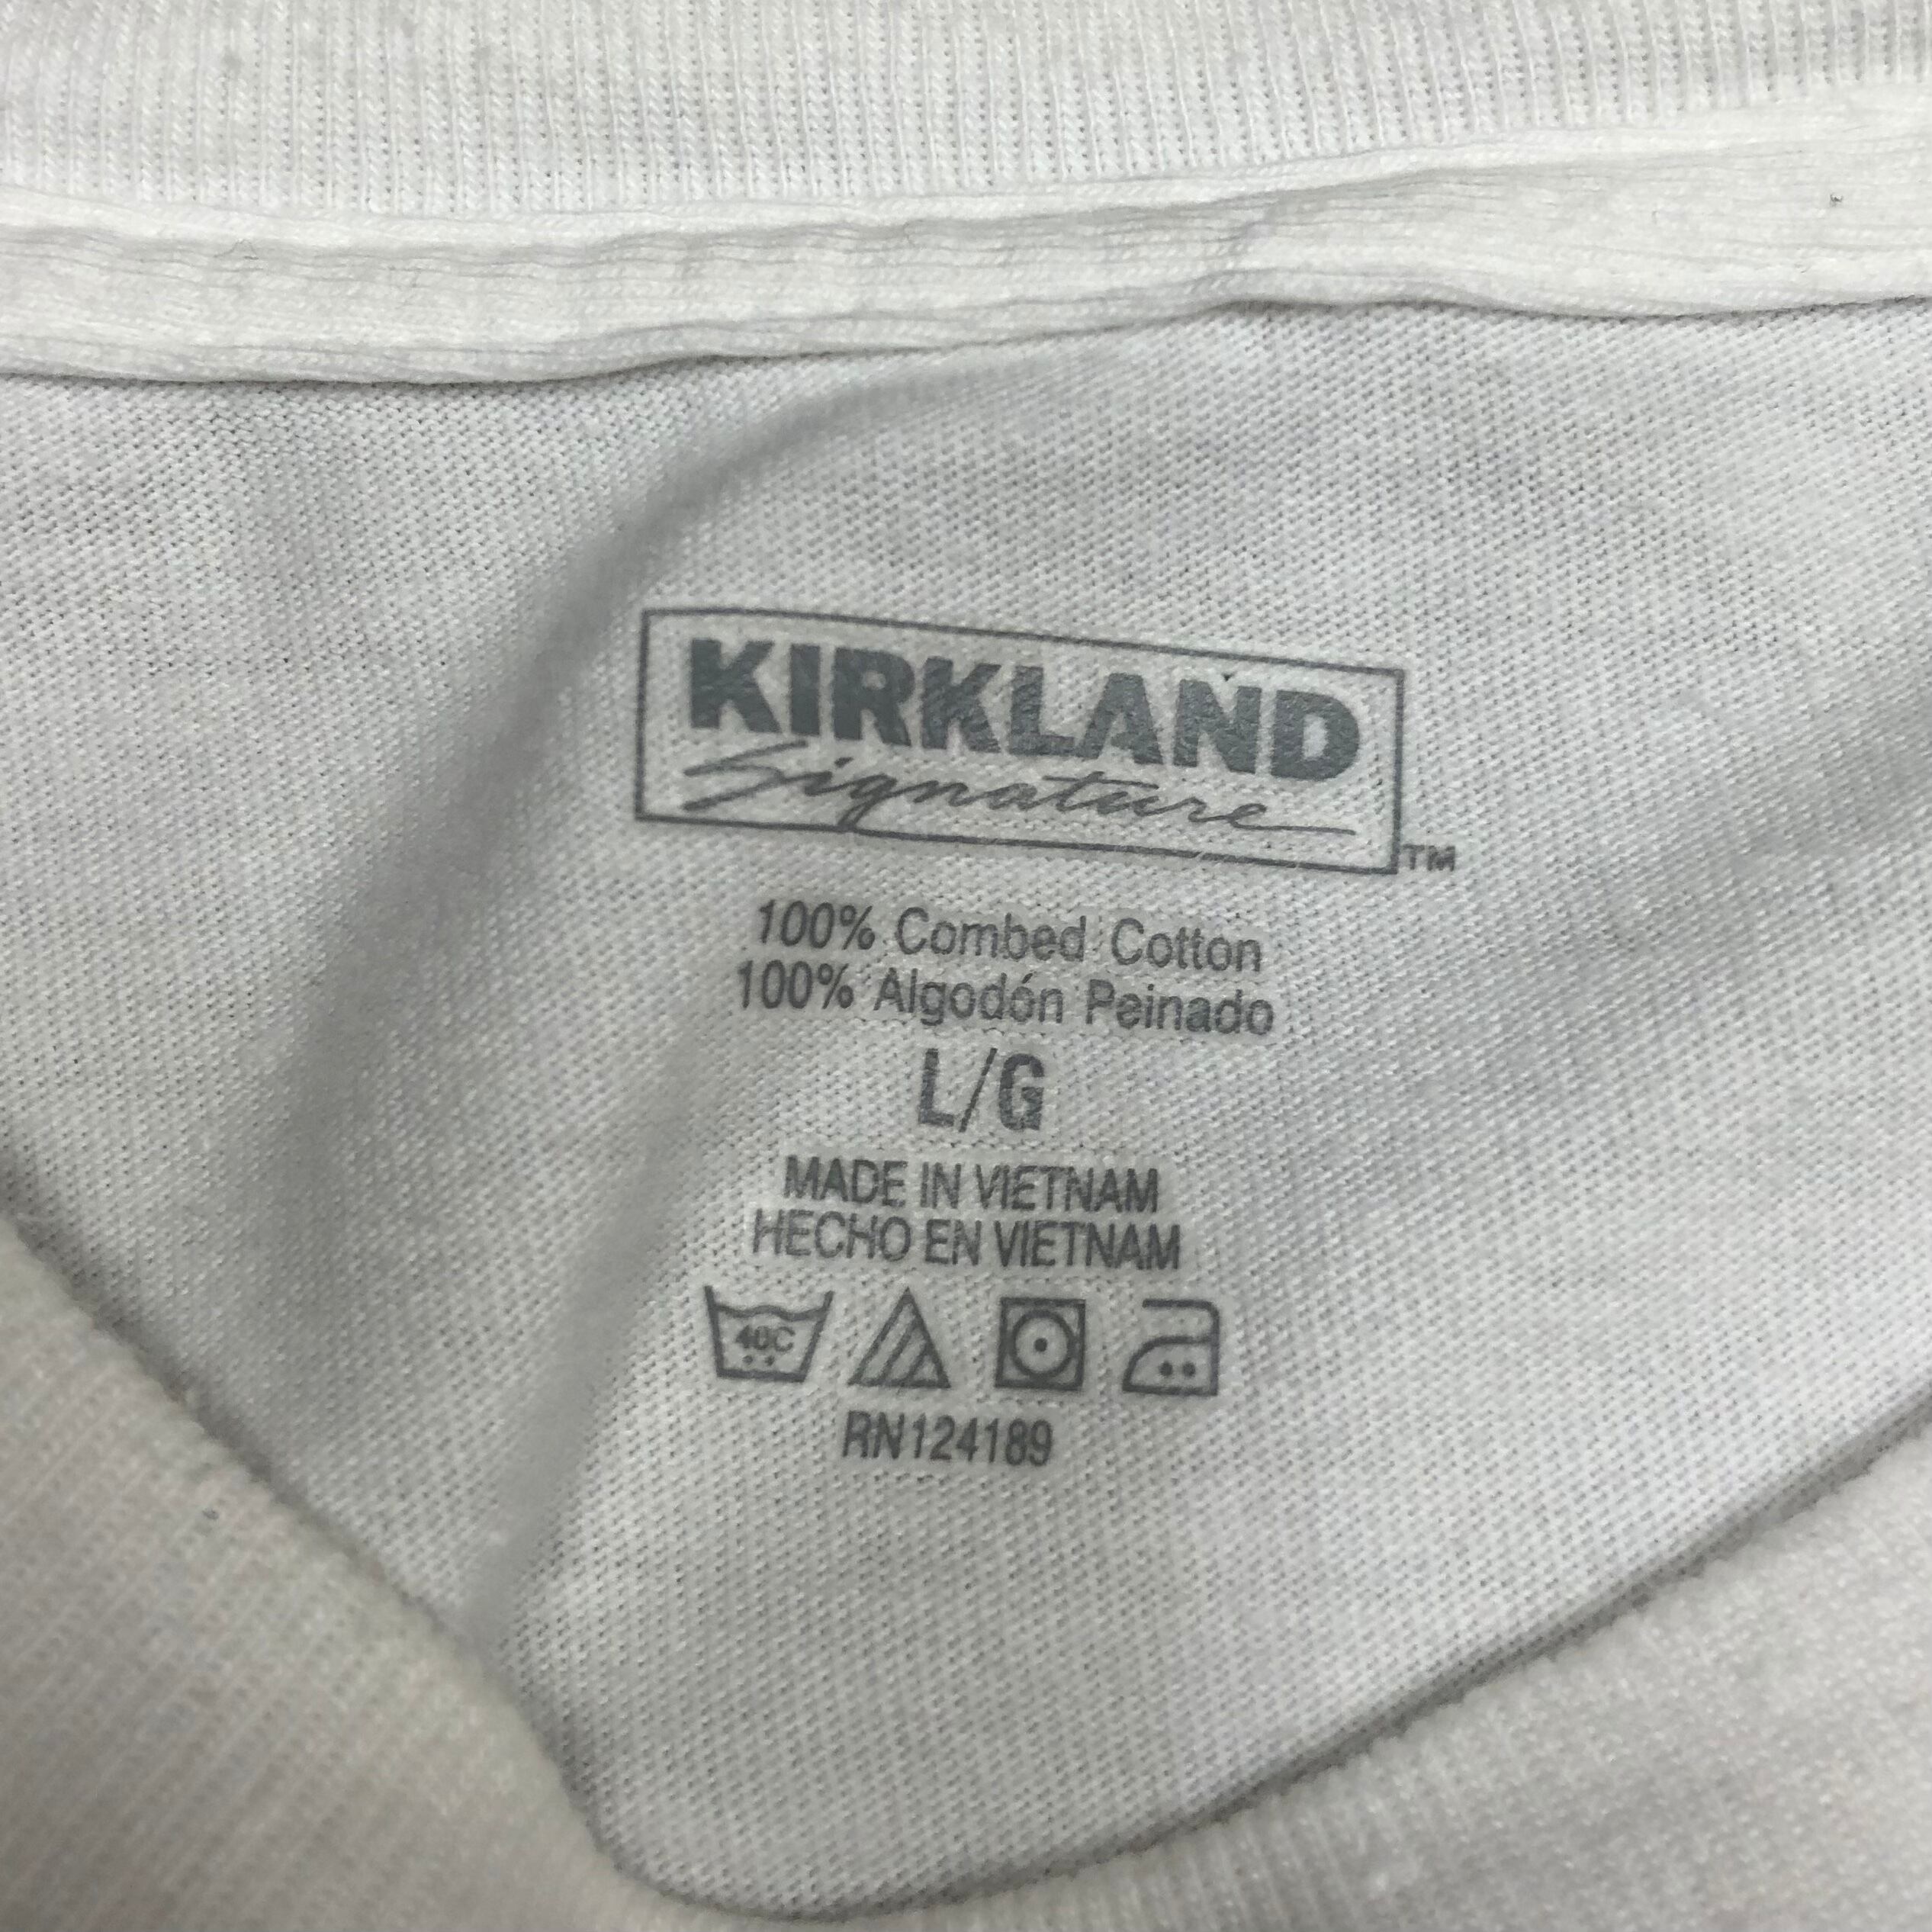 KIRKLAND
Signature
TM
100% Combed Cotton
100% Algodón Peinado
L/G
MADE IN VIETNAM
HECHO EN VIETNAM
40C
RN124189